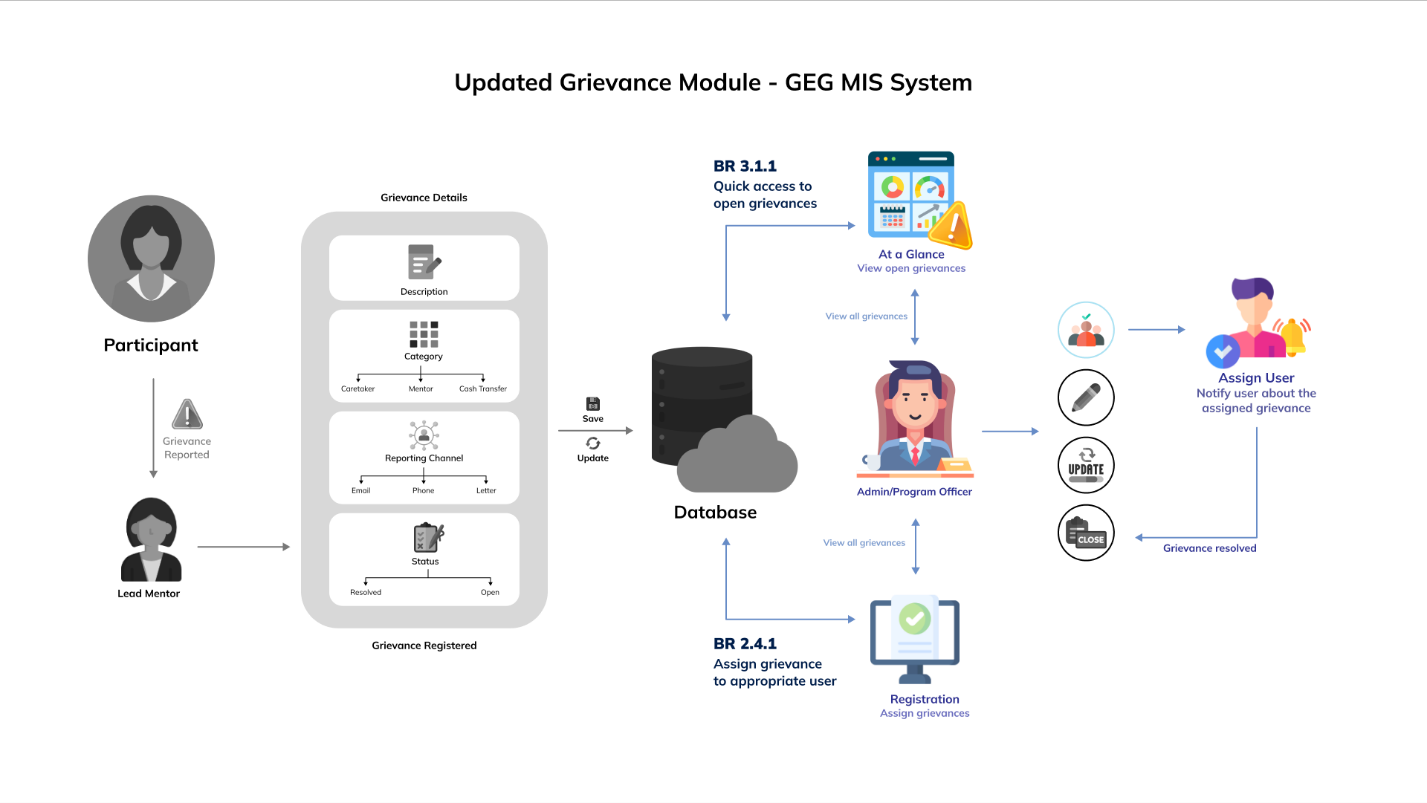 Updated Grievance Module - GEG MIS System
Participant
Grievance
Reported
Lead Mentor
Grievance Details
Description
Category
Caretaker
Mentor
Cash Transfer
Reporting Channel
Email
Phone
Letter
Status
Resolved
Open
Grievance Registered
Save
Update
Database
BR 3.1.1
Quick access to
open grievances
At a Glance
View open grievances
View all grievances
Admin/Program Officer
View all grievances
BR 2.4.1
Assign grievance
to appropriate user
Registration
Assign grievances
UPDATE
CLOSE
Assign User
Notify user about the
assigned grievance
Grievance resolved